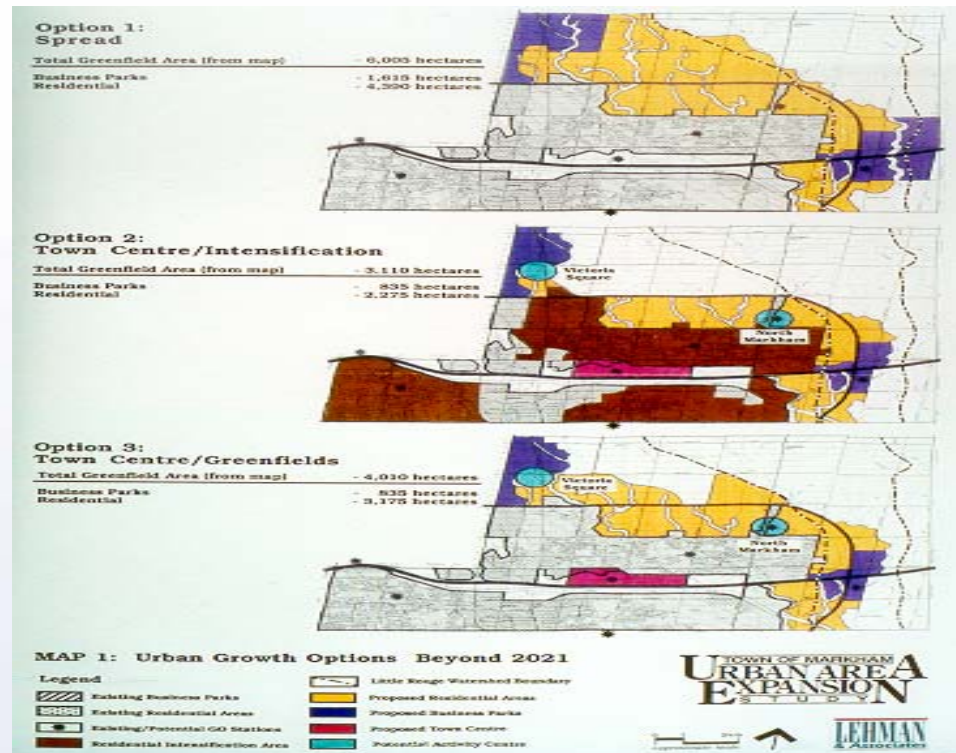 Option 1:
Spread
Total Greenfield Area (from map) - 6,005 hectares
Business Parks - 1,615 hectares
Residential - 4,390 hectares
Option 2:
Town Centre/Intensification
Total Greenfield Area (from map) - 3,110 hectares
Business Parks - 835 hectares
Residential - 2,275 hectares
Victoria
Square
North
Markham
Option 3:
Town Centre/Greenfields
Total Greenfield Area (from map) - 4,010 hectares
Business Parks - 835 hectares
Residential - 3,175 hectares
Victoria
Square
North
Markham
MAP 1: Urban Growth Options Beyond 2021
Legend
Existing Business Parks
Existing Residential Areas
Existing/Potential GO Stations
Residential Intensification Area
Little Rouge Watershed Boundary
Proposed Residential Areas
Proposed Business Parks
Proposed Town Centre
Potential Activity Centre
TOWN OF MARKHAM
URBAN AREA
EXPANSION
STUDY
LEHMAN
& Associates